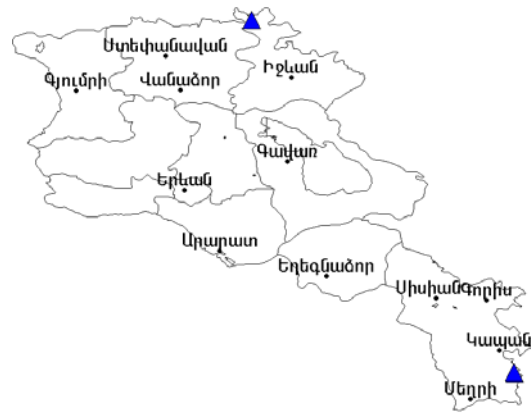 Ստեփանավան
Իջևան
Գյումրի
Վանաձոր
Գավառ
Երևան
Արարատ
Եղեգնաձոր
Սիսիան
Գորիս
Կապան
Մեղրի